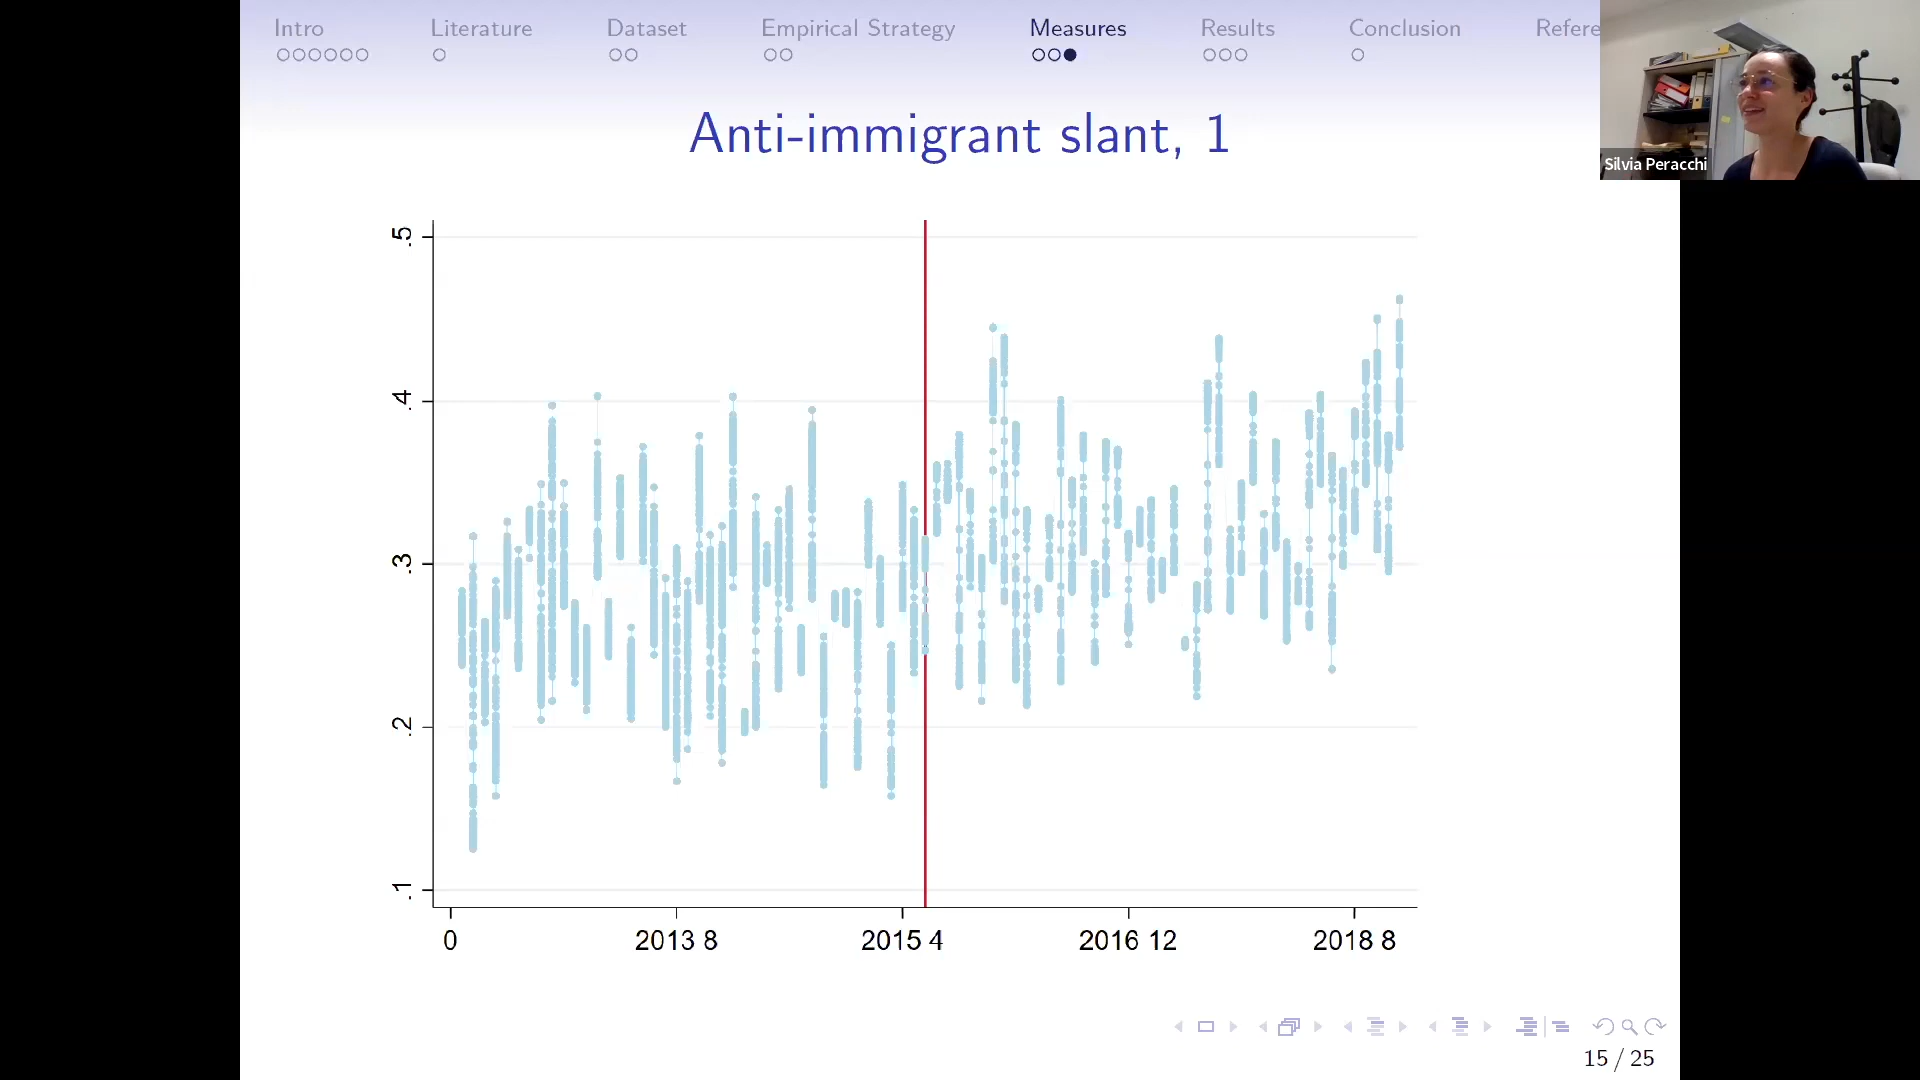 Intro Literature Dataset Empirical Strategy Measures Results Conclusion Refere
Silvia Peracchi
Anti-immigrant slant, 1
.5
.4
.3
.2
.1
0 2013 8 2015 4 2016 12 2018 8
15 / 25